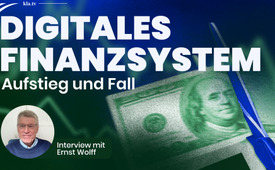 kla.tv
DIGITALES
FINANZSYSTEM
Aufstieg und Fall
Interview mit
Ernst Wolff